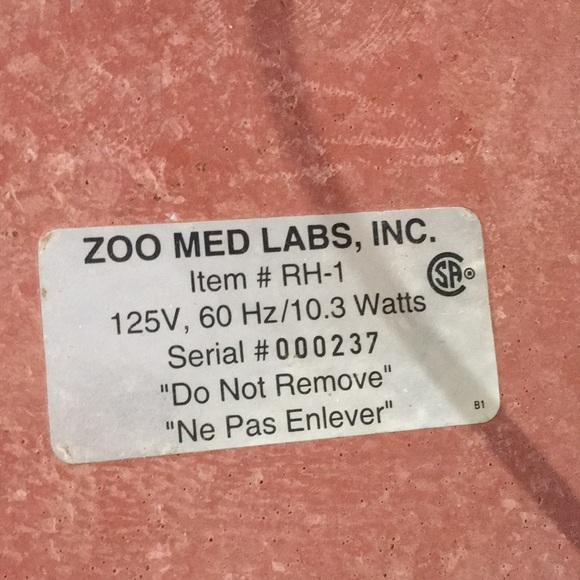 ZOO MED LABS, INC.
Item # RH-1
SA ®
125V, 60 Hz/10.3 Watts
Serial # 000237
"Do Not Remove"
"Ne Pas Enlever"
B1